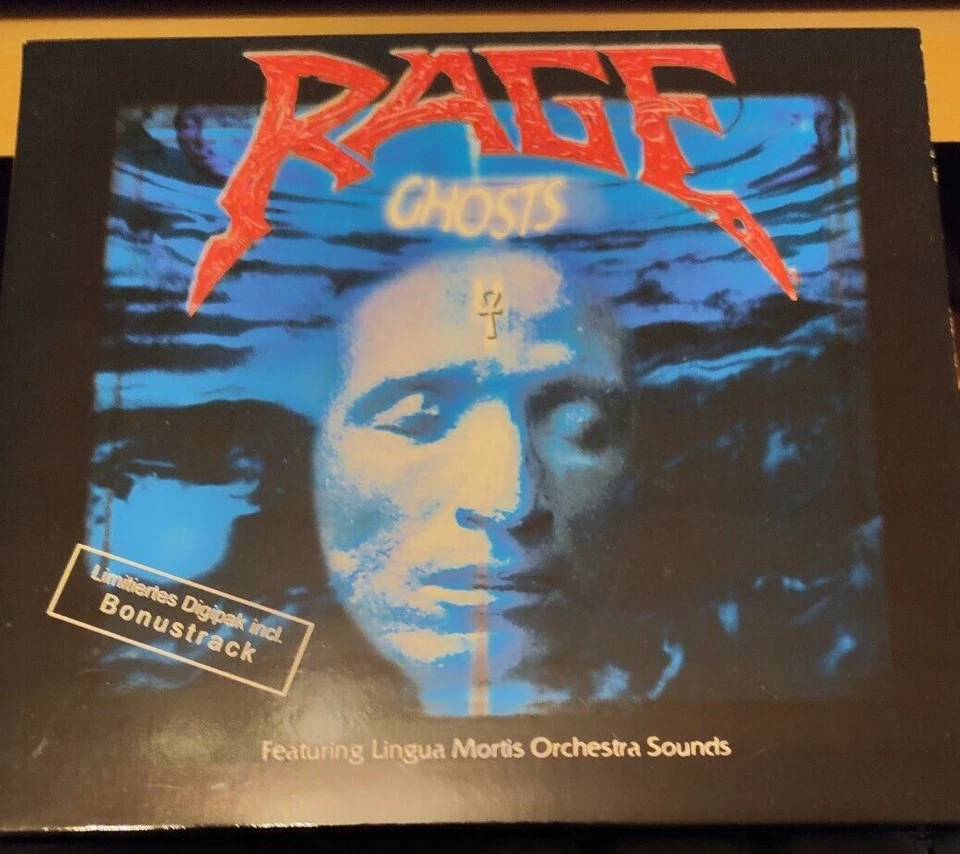 RAGE
GHOSTS
Limitiertes Digipak incl.
Bonustrack
Featuring Lingua Mortis Orchestra Sounds